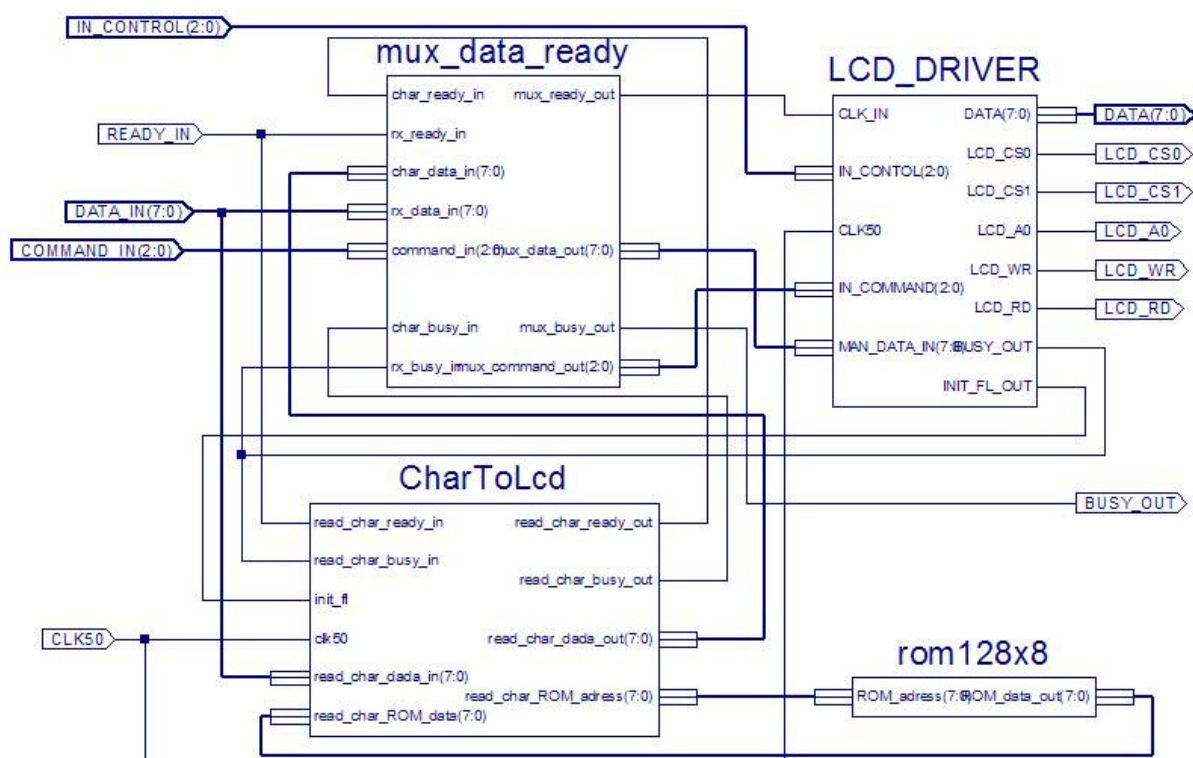 IN_CONTROL(2:0)
mux_data_ready
LCD_DRIVER
char_ready_in mux_ready_out
CLK_IN DATA(7:0) DATA(7:0)
READY_IN rx_ready_in
LCD_CS0 LCD_CS0
char_data_in(7:0) IN_CONTOL(2:0)
LCD_CS1 LCD_CS1
DATA_IN(7:0) rx_data_in(7:0)
CLK50 LCD_A0 LCD_A0
COMMAND_IN(2:0) command_in(2:0) mux_data_out(7:0)
LCD_WR LCD_WR
IN_COMMAND(2:0)
LCD_RD LCD_RD
char_busy_in mux_busy_out
MAN_DATA_IN(7:0) BUSY_OUT
rx_busy_in mux_command_out(2:0)
INIT_FL_OUT
CharToLcd
BUSY_OUT
read_char_ready_in read_char_ready_out
read_char_busy_in
read_char_busy_out
init_fl
CLK50 clk50 read_char_dada_out(7:0)
rom128x8
read_char_dada_in(7:0)
read_char_ROM_adress(7:0) ROM_adress(7:0) ROM_data_out(7:0)
read_char_ROM_data(7:0)